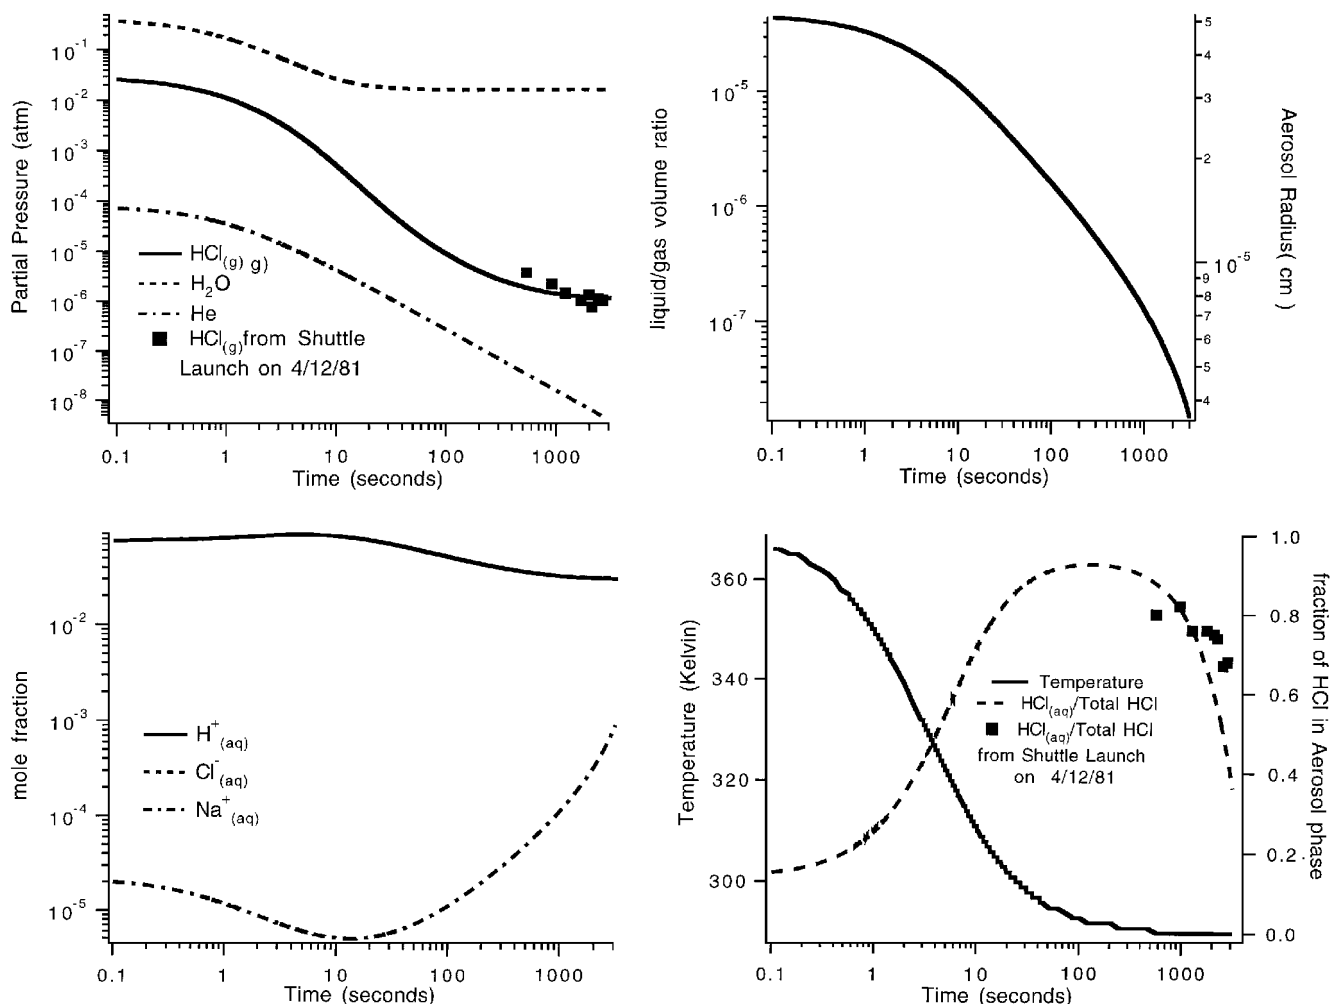 Partial Pressure (atm)
10⁻¹
10⁻²
10⁻³
10⁻⁴
10⁻⁵
10⁻⁶
10⁻⁷
10⁻⁸
HCl(g) g)
H₂O
He
HCl(g) from Shuttle
Launch on 4/12/81
0.1 1 10 100 1000
Time (seconds)
liquid/gas volume ratio
10⁻⁵
10⁻⁶
10⁻⁷
5
4
3
2
10⁻⁵
9
8
7
6
5
4
Aerosol Radius( cm )
0.1 1 10 100 1000
Time (seconds)
mole fraction
10⁻²
10⁻³
10⁻⁴
10⁻⁵
H⁺(aq)
Cl⁻(aq)
Na⁺(aq)
0.1 1 10 100 1000
Time (seconds)
Temperature (Kelvin)
360
340
320
300
Temperature
HCl(aq)/Total HCl
HCl(aq)/Total HCl
from Shuttle Launch
on 4/12/81
1.0
0.8
0.6
0.4
0.2
0.0
fraction of HCl in Aerosol phase
0.1 1 10 100 1000
Time (seconds)